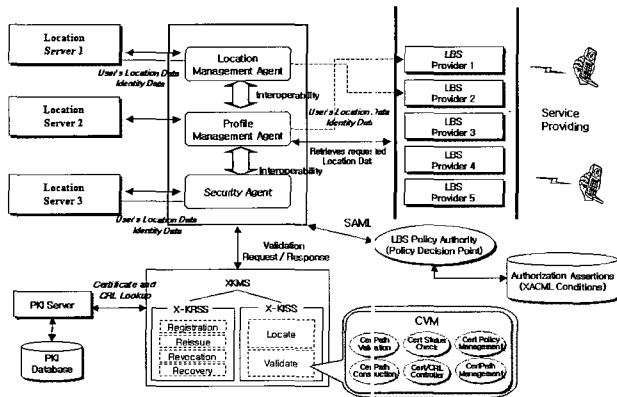 Location
Server 1
User's Location Data
Identity Data
Location
Server 2
Location
Server 3
User's Location Data
Identity Data
Location
Management Agent
Interoperability
Profile
Management Agent
Interoperability
Security Agent
User's Location Data
Identity Data
Retrieves requested
Location Dat
LBS
Provider 1
LBS
Provider 2
LBS
Provider 3
LBS
Provider 4
LBS
Provider 5
Service
Providing
SAML
LBS Policy Authority
(Policy Decision Point)
Authorization Assertions
(XACML Conditions)
Validation
Request / Response
Certificate and
CRL Lookup
PKI Server
PKI
Database
XKMS
X-KRSS
Registration
Reissue
Revocation
Recovery
X-KISS
Locate
Validate
CVM
Cer Path
Validation
Cert Status
Check
Cert Policy
Management
Cer Path
Construction
Cert/CRL
Controller
CerPath
Management